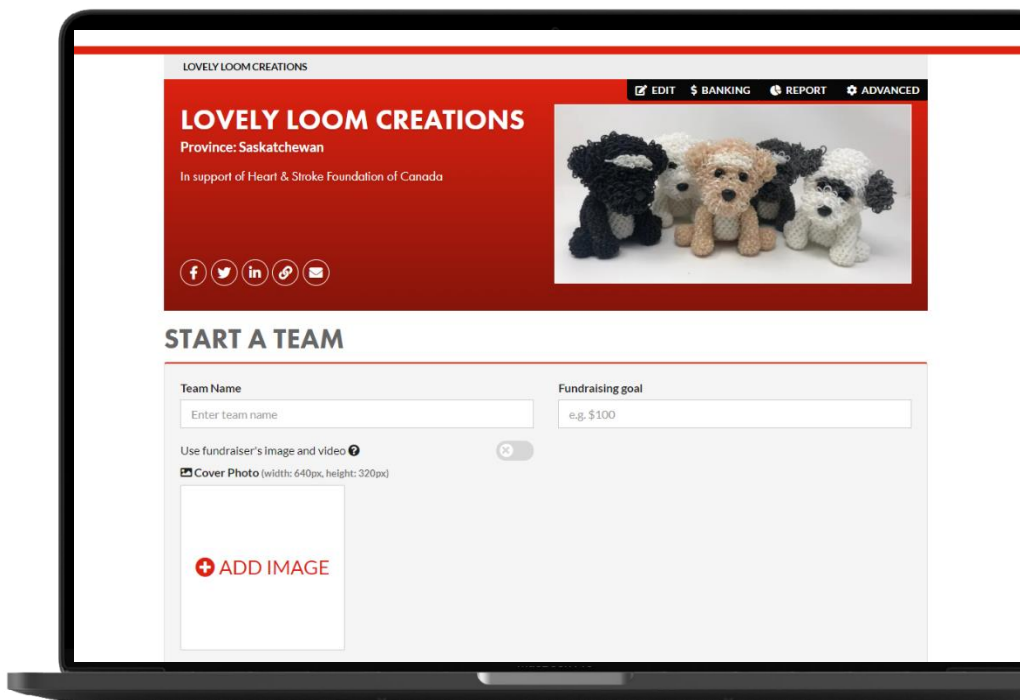 LOVELY LOOM CREATIONS
EDIT $ BANKING REPORT ADVANCED
LOVELY LOOM CREATIONS
Province: Saskatchewan
In support of Heart & Stroke Foundation of Canada
START A TEAM
Team Name Fundraising goal
Enter team name e.g. $100
Use fundraiser's image and video
Cover Photo (width: 640px, height: 320px)
ADD IMAGE